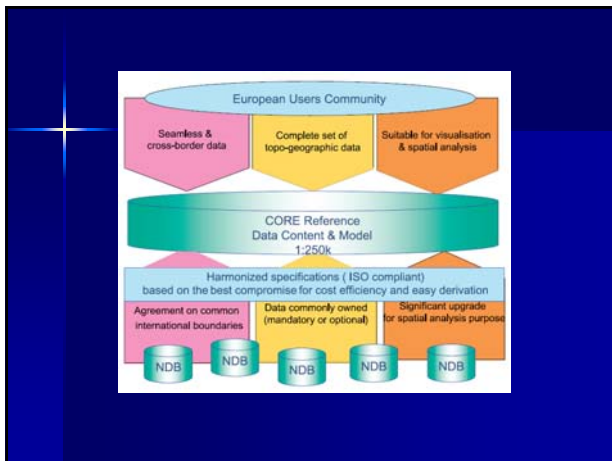 European Users Community
Seamless &
cross-border data
Complete set of
topo-geographic data
Suitable for visualisation
& spatial analysis
CORE Reference
Data Content & Model
1:250k
Harmonized specifications ( ISO compliant)
based on the best compromise for cost efficiency and easy derivation
Agreement on common
international boundaries
Data commonly owned
(mandatory or optional)
Significant upgrade
for spatial analysis purpose
NDB
NDB
NDB
NDB
NDB